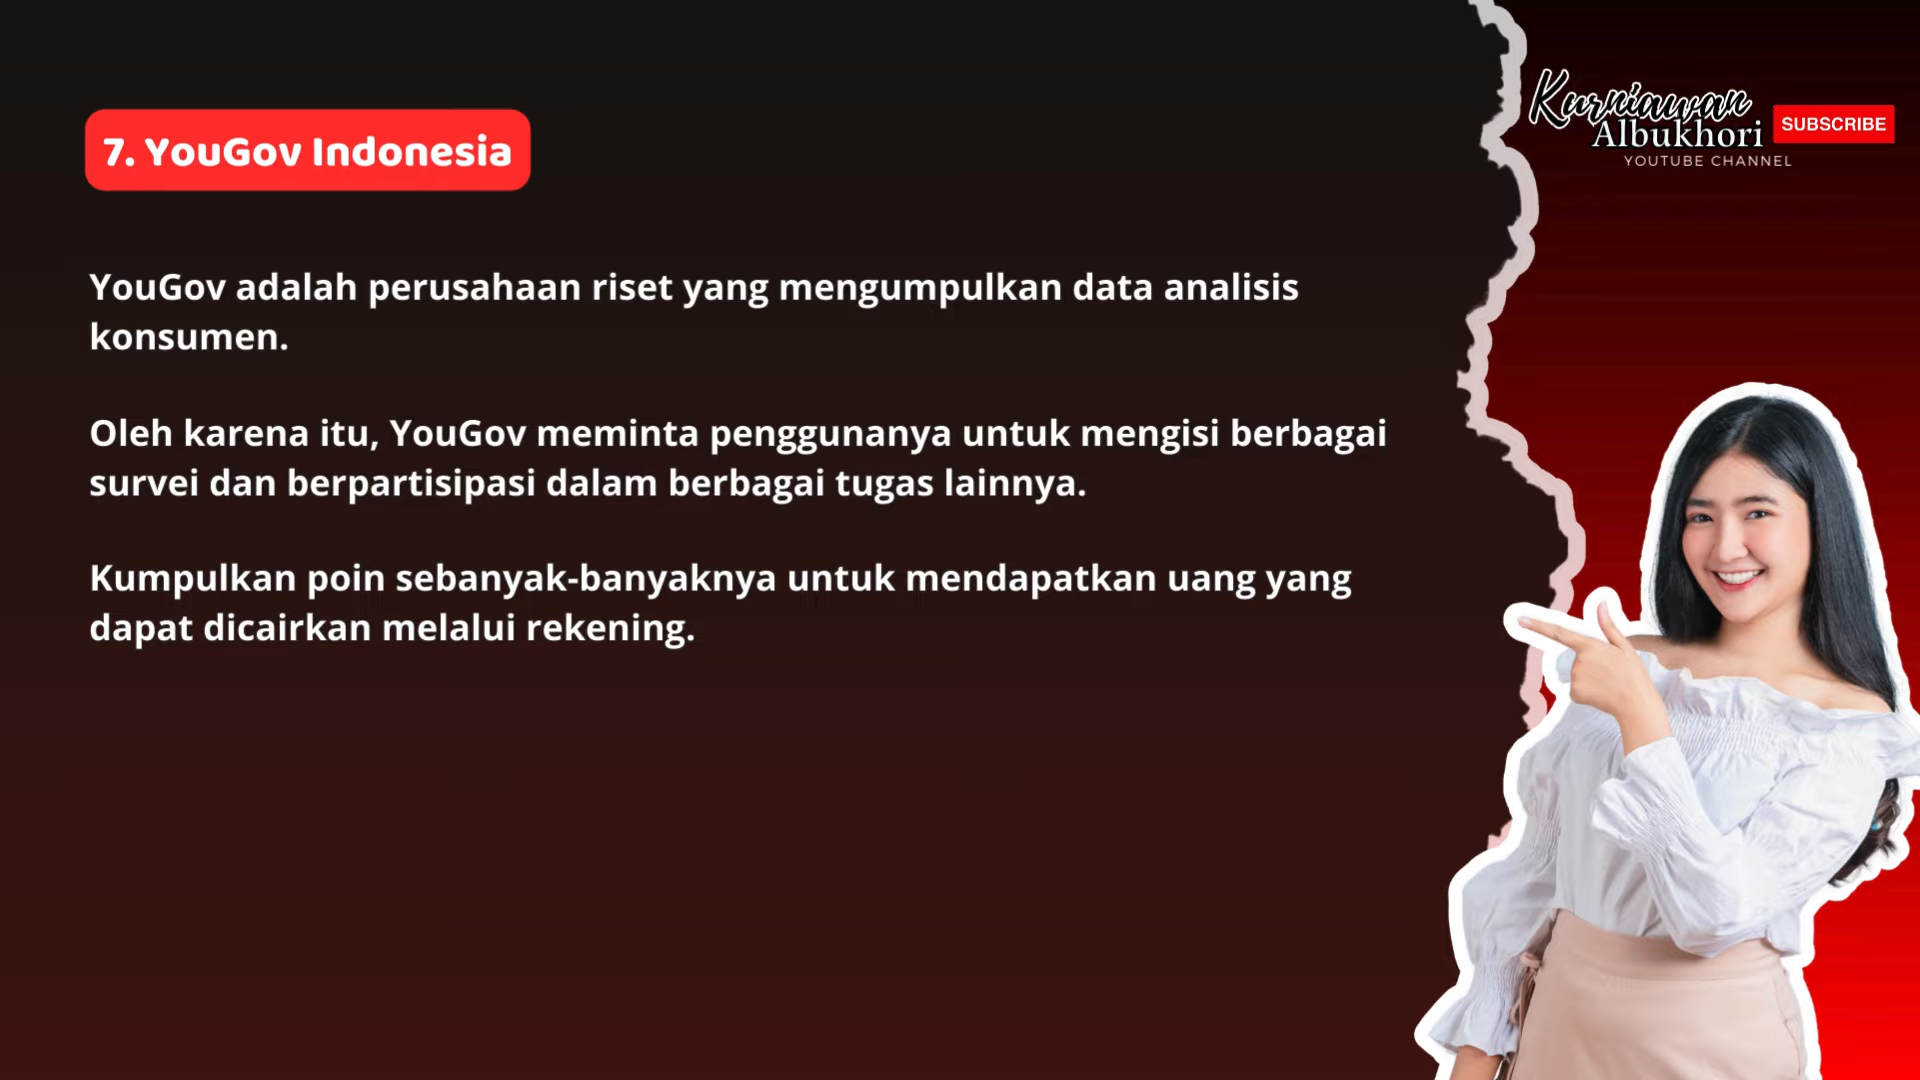 Kurniawan
Albukhori
SUBSCRIBE
YOUTUBE CHANNEL
7. YouGov Indonesia
YouGov adalah perusahaan riset yang mengumpulkan data analisis
konsumen.
Oleh karena itu, YouGov meminta penggunanya untuk mengisi berbagai
survei dan berpartisipasi dalam berbagai tugas lainnya.
Kumpulkan poin sebanyak-banyaknya untuk mendapatkan uang yang
dapat dicairkan melalui rekening.